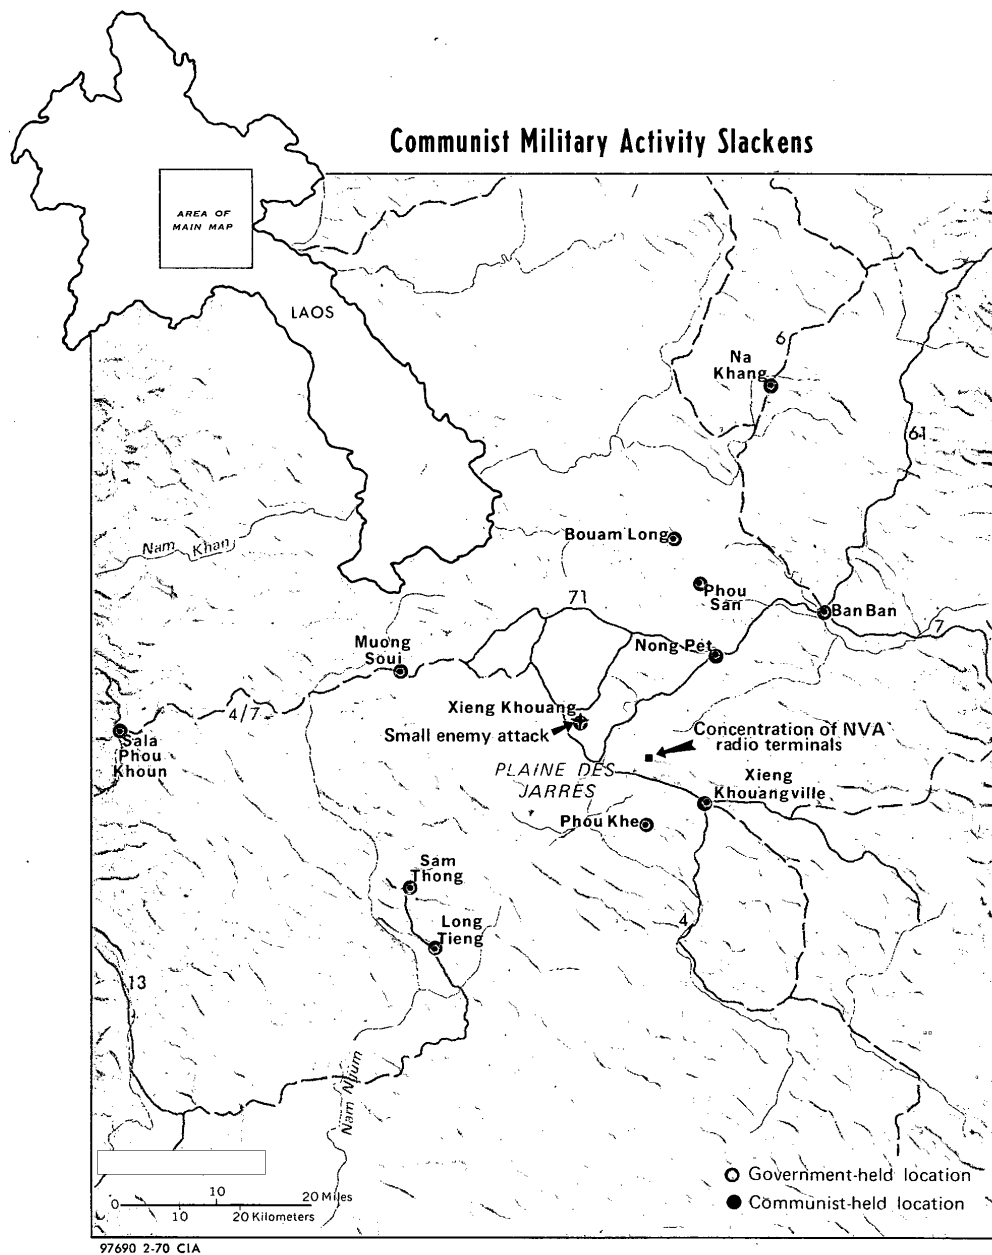 Communist Military Activity Slackens
AREA OF
MAIN MAP
LAOS
6
Na
Khang
61
Nam Khan
Bouam Long
Phou
San
71
Ban Ban
7
Muong
Soui
Nong Pet
4/7
Xieng Khouang
Small enemy attack
Concentration of NVA
radio terminals
Sala
Phou
Khoun
PLAINE DES
JARRES
Xieng
Khouangville
Phou Khe
Sam
Thong
Long
Tieng
4
13
Nam Ngum
Government-held location
Communist-held location
10
20 Miles
0
10
20 Kilometers
97690 2-70 CIA